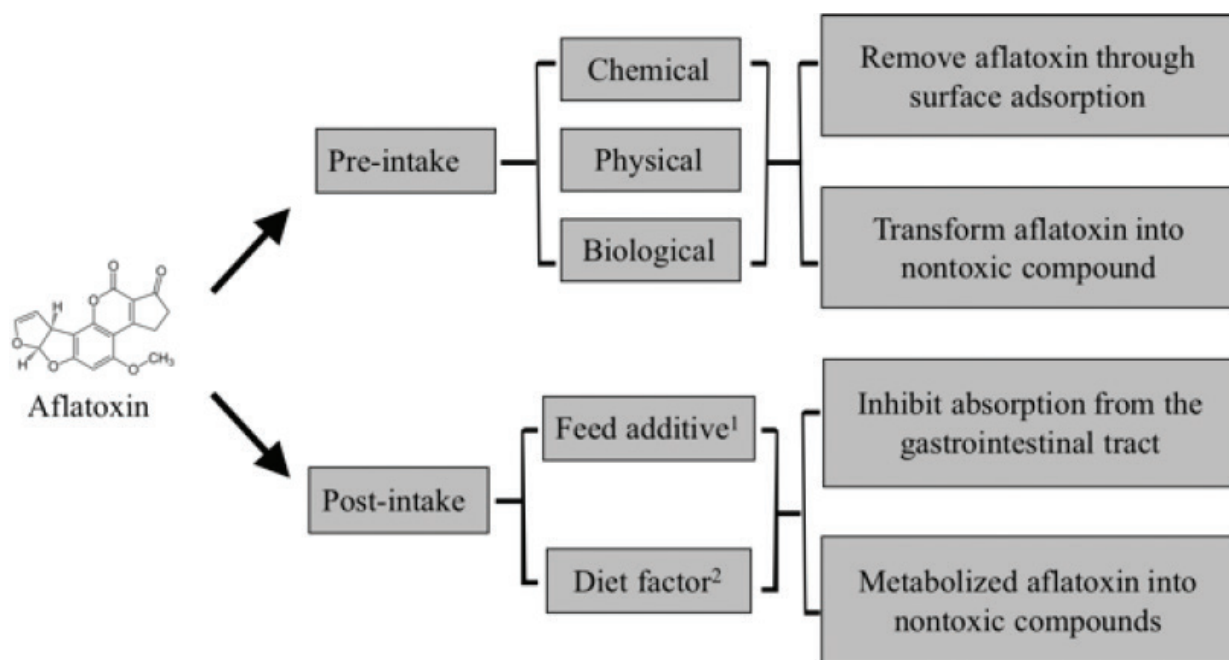 Chemical
Remove aflatoxin through
surface adsorption
Pre-intake
Physical
Biological
Transform aflatoxin into
nontoxic compound
O
O
O
H
O
H
O
O
CH₃
Aflatoxin
Feed additive¹
Inhibit absorption from the
gastrointestinal tract
Post-intake
Diet factor²
Metabolized aflatoxin into
nontoxic compounds